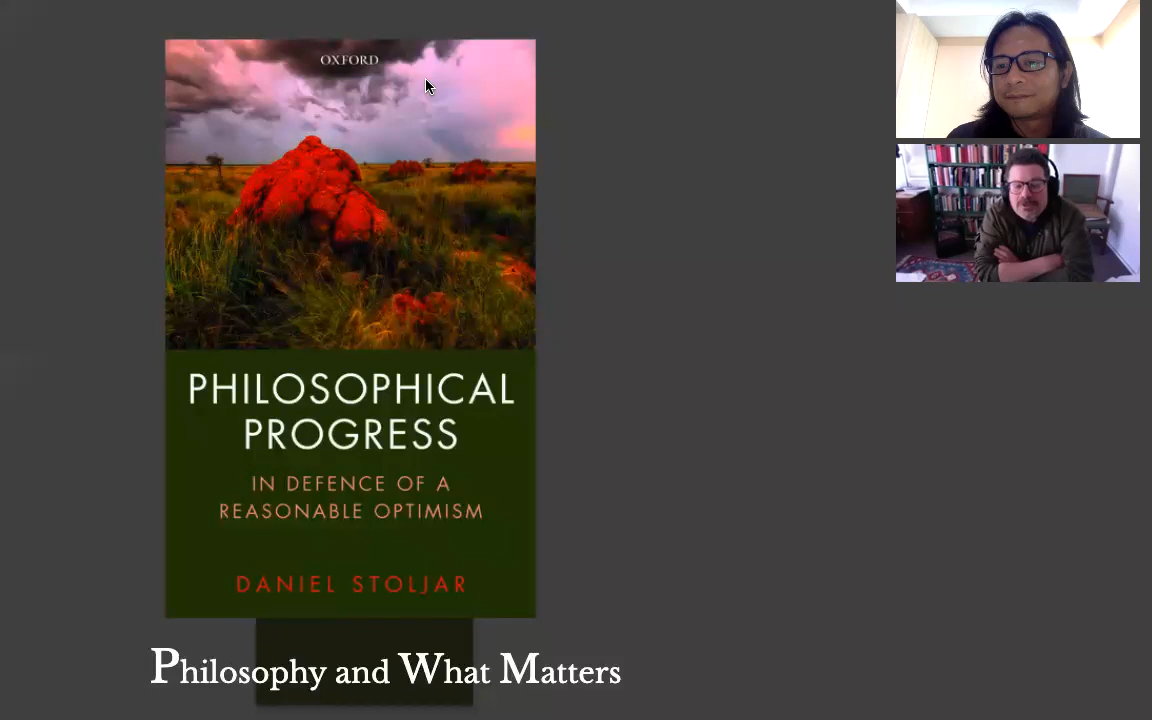 OXFORD
PHILOSOPHICAL
PROGRESS
IN DEFENCE OF A
REASONABLE OPTIMISM
DANIEL STOLJAR
Philosophy and What Matters